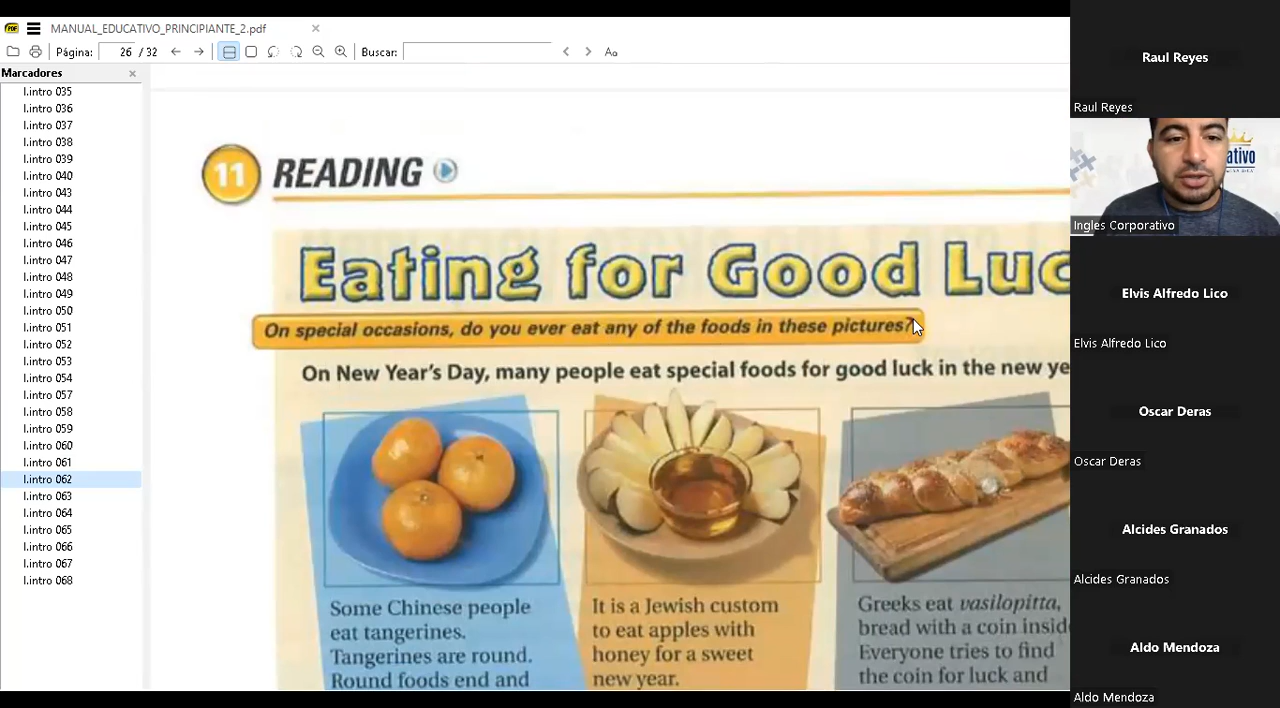 MANUAL_EDUCATIVO_PRINCIPIANTE_2.pdf
Página: 26 / 32
Buscar:
Marcadores
I.intro 035
I.intro 036
I.intro 037
I.intro 038
I.intro 039
I.intro 040
I.intro 043
I.intro 044
I.intro 045
I.intro 046
I.intro 047
I.intro 048
I.intro 049
I.intro 050
I.intro 051
I.intro 052
I.intro 053
I.intro 054
I.intro 057
I.intro 058
I.intro 059
I.intro 060
I.intro 061
I.intro 062
I.intro 063
I.intro 064
I.intro 065
I.intro 066
I.intro 067
I.intro 068
11 READING
Eating for Good Luc
On special occasions, do you ever eat any of the foods in these pictures?
On New Year's Day, many people eat special foods for good luck in the new ye
Some Chinese people
eat tangerines.
Tangerines are round.
Round foods end and
It is a Jewish custom
to eat apples with
honey for a sweet
new year.
Greeks eat vasilopitta,
bread with a coin insid
Everyone tries to find
the coin for luck and
Raul Reyes
Raul Reyes
ativo
Ingles Corporativo
Elvis Alfredo Lico
Elvis Alfredo Lico
Oscar Deras
Oscar Deras
Alcides Granados
Alcides Granados
Aldo Mendoza
Aldo Mendoza